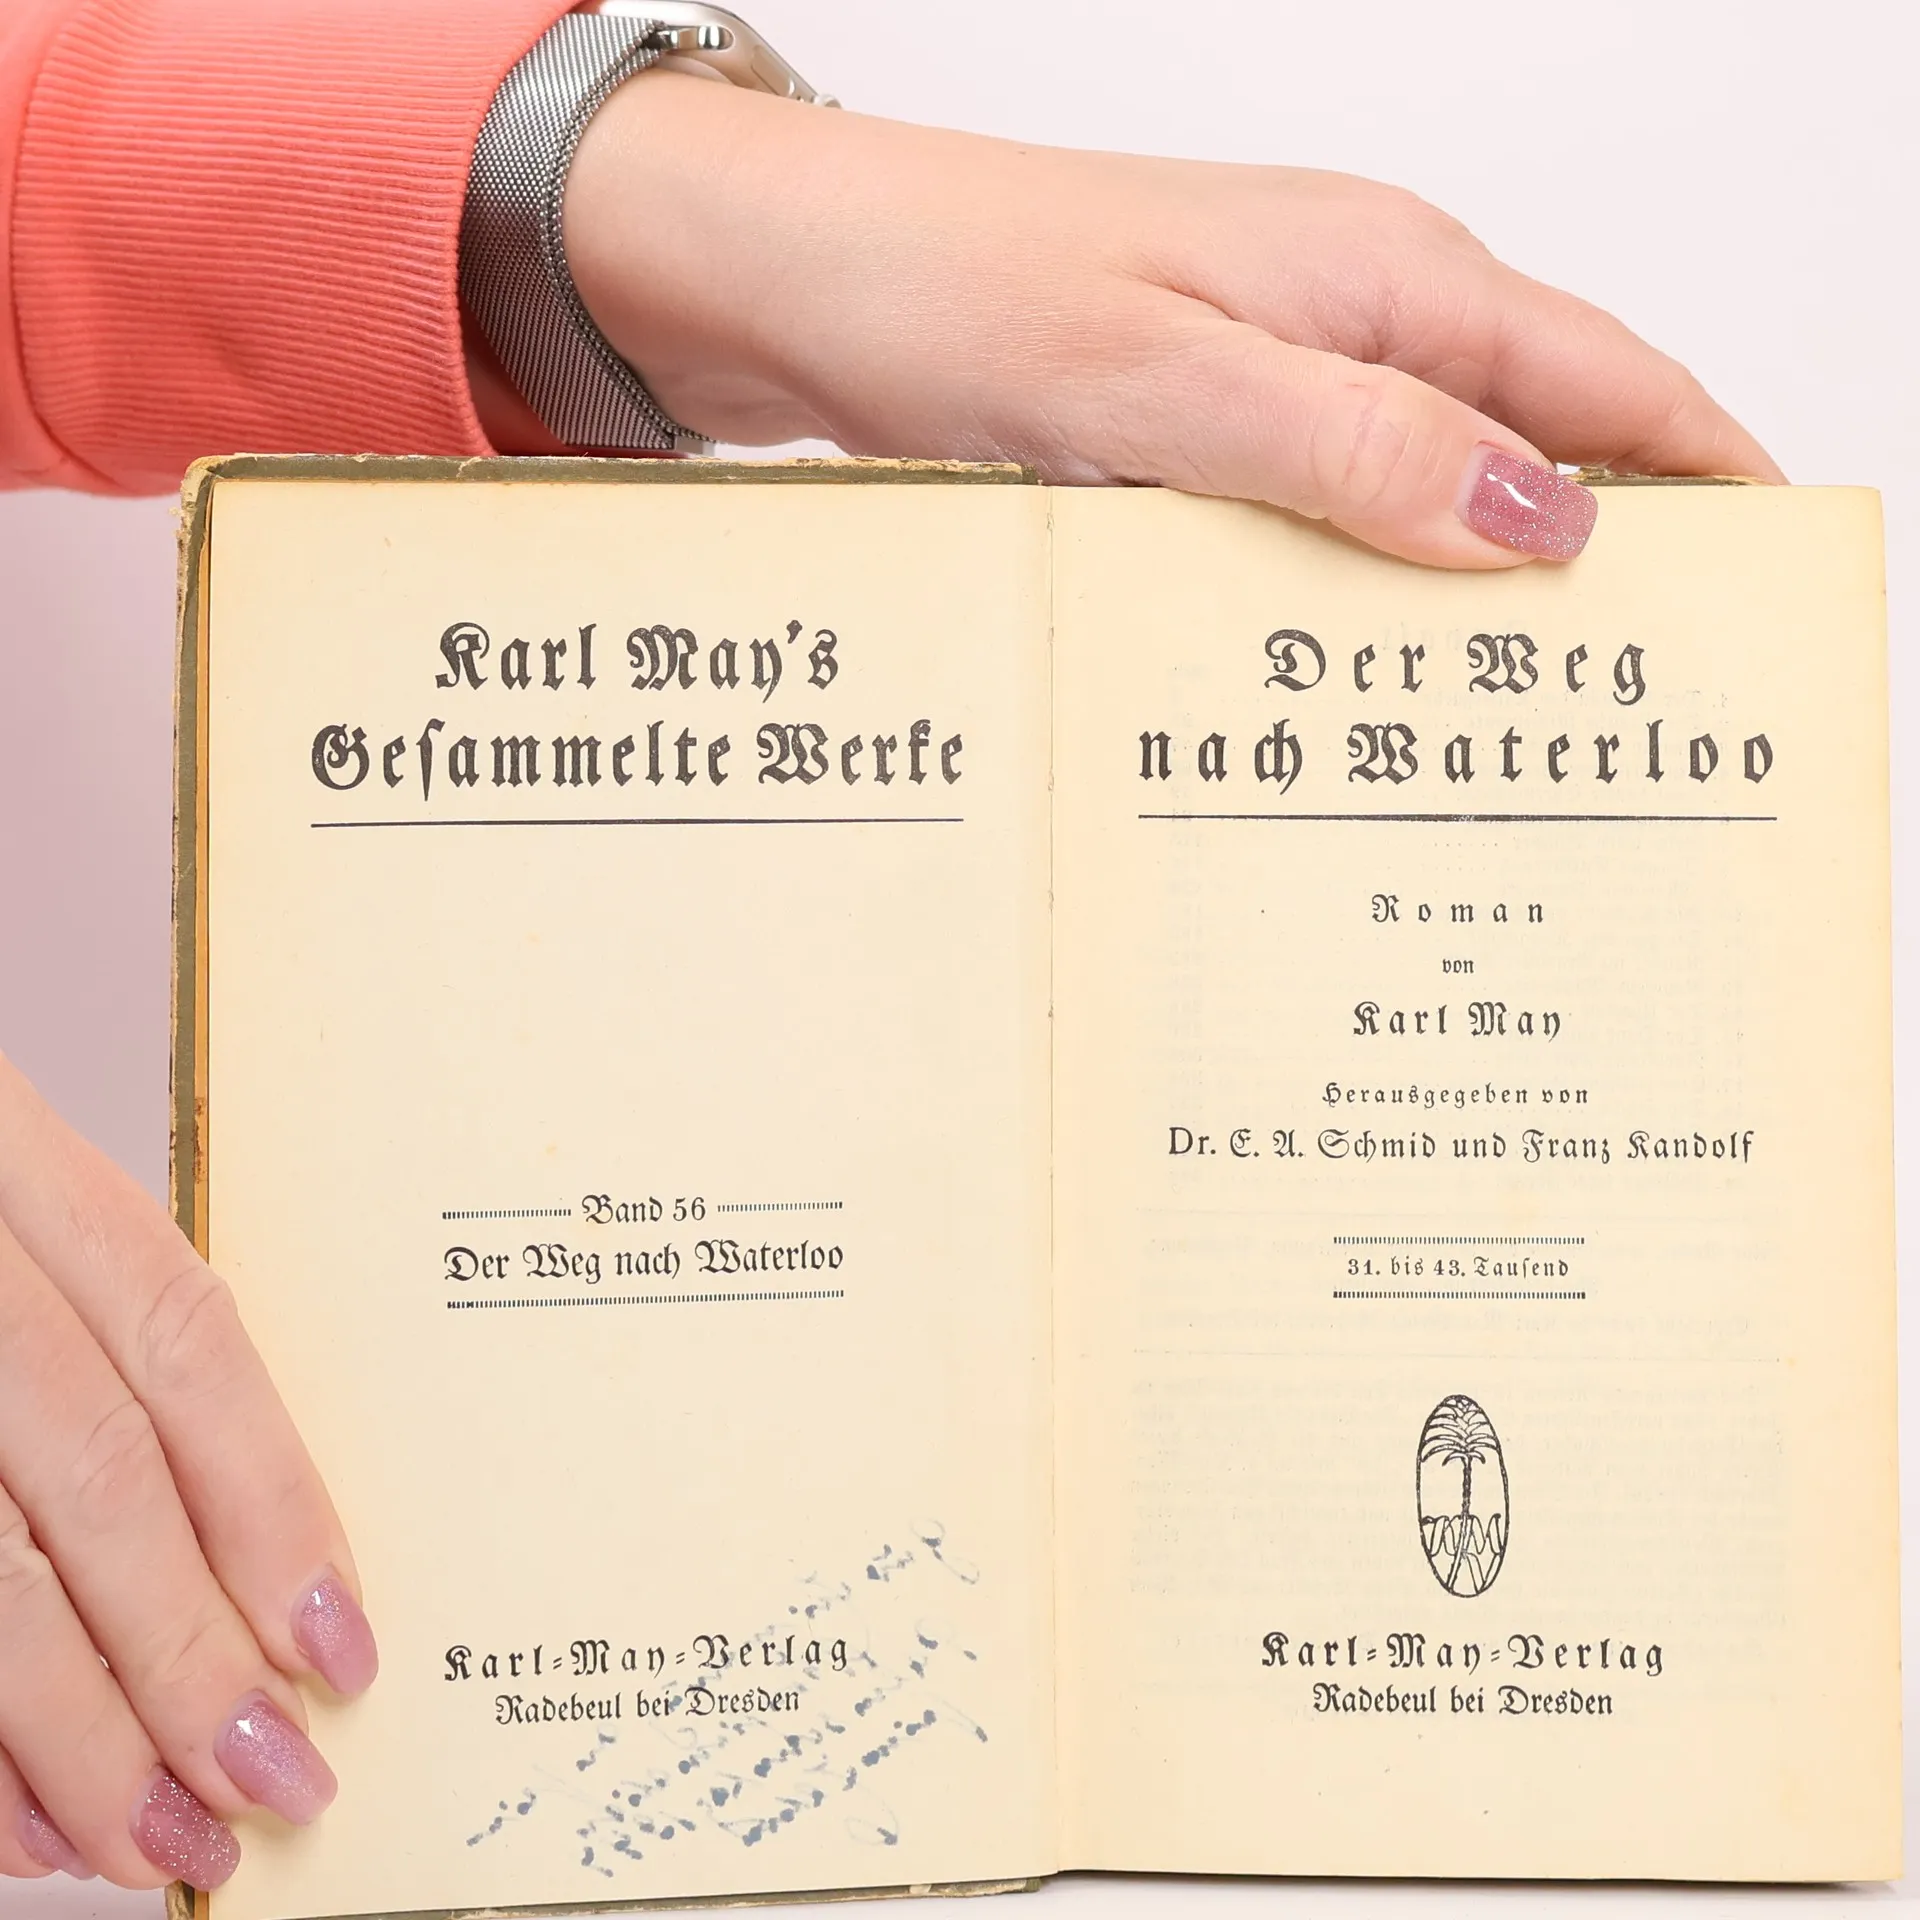 Karl May's
Gesammelte Werke
Band 56
Der Weg nach Waterloo
Karl-May-Verlag
Radebeul bei Dresden
Der Weg
nach Waterloo
Roman
von
Karl May
Herausgegeben von
Dr. E. A. Schmid und Franz Kandolf
31. bis 43. Tausend
Karl-May-Verlag
Radebeul bei Dresden